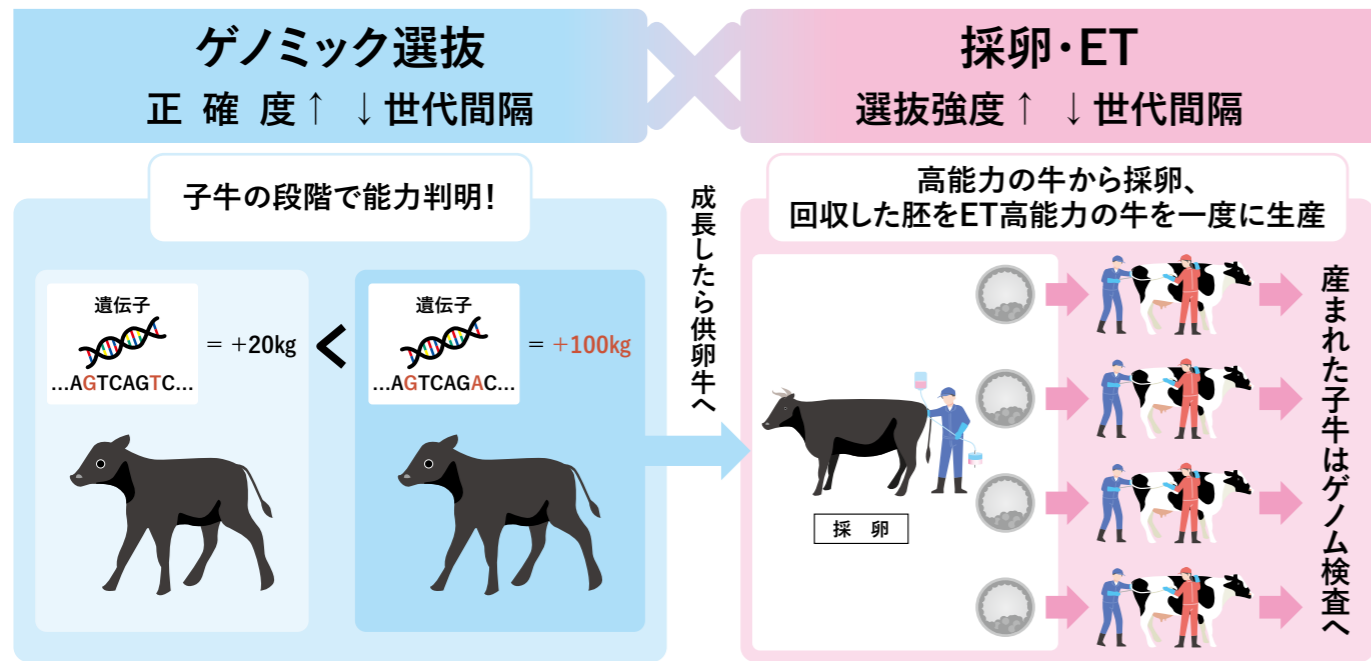 ゲノミック選抜
正 確 度↑ ↓世代間隔
子牛の段階で能力判明!
遺伝子
= +20kg
...AGTCAGTC...
<
遺伝子
= +100kg
...AGTCAGAC...
成長したら供卵牛へ
採卵・ET
選抜強度↑ ↓世代間隔
高能力の牛から採卵、
回収した胚をET高能力の牛を一度に生産
採 卵
産まれた子牛はゲノム検査へ